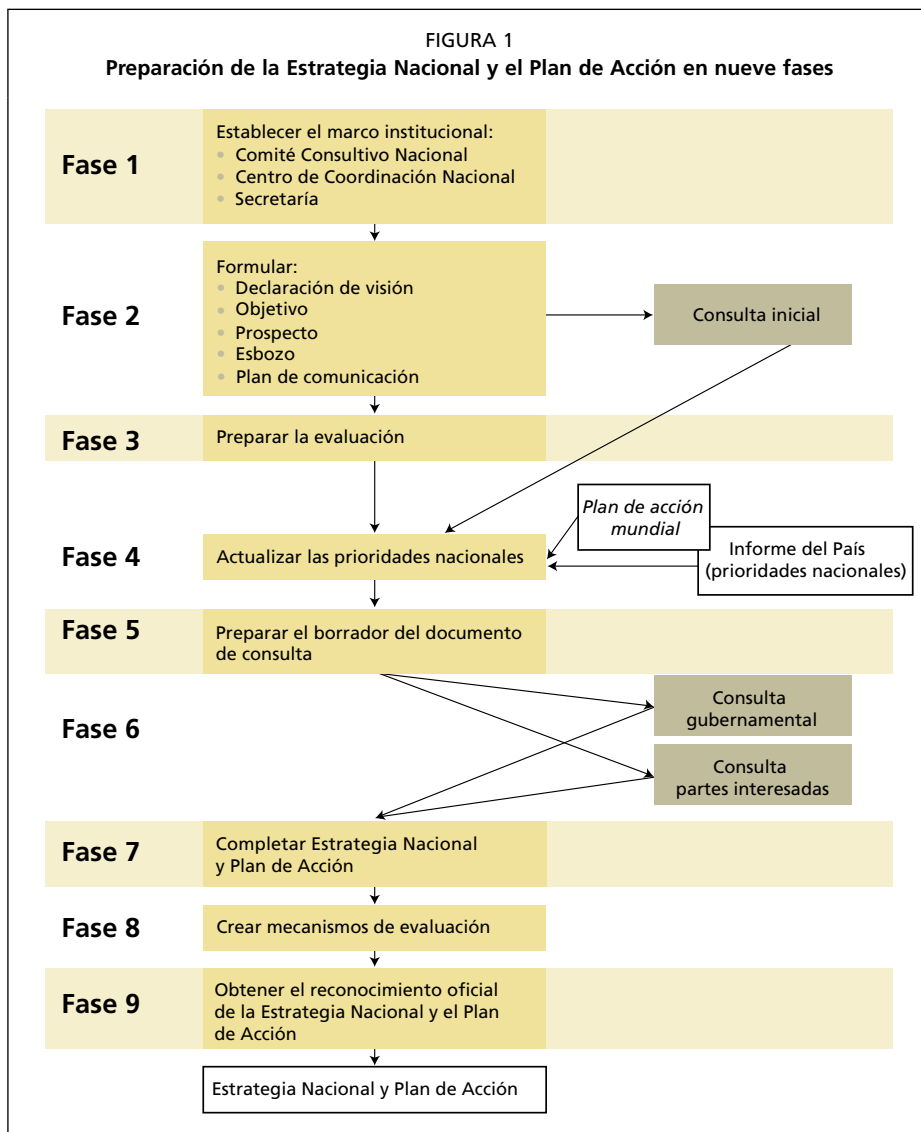 FIGURA 1
Preparación de la Estrategia Nacional y el Plan de Acción en nueve fases
Fase 1
Establecer el marco institucional:
• Comité Consultivo Nacional
• Centro de Coordinación Nacional
• Secretaría
Fase 2
Formular:
• Declaración de visión
• Objetivo
• Prospecto
• Esbozo
• Plan de comunicación
Consulta inicial
Fase 3
Preparar la evaluación
Plan de acción
mundial
Informe del País
(prioridades nacionales)
Fase 4
Actualizar las prioridades nacionales
Fase 5
Preparar el borrador del documento
de consulta
Fase 6
Consulta
gubernamental
Consulta
partes interesadas
Fase 7
Completar Estrategia Nacional
y Plan de Acción
Fase 8
Crear mecanismos de evaluación
Fase 9
Obtener el reconocimiento oficial
de la Estrategia Nacional y el Plan
de Acción
Estrategia Nacional y Plan de Acción